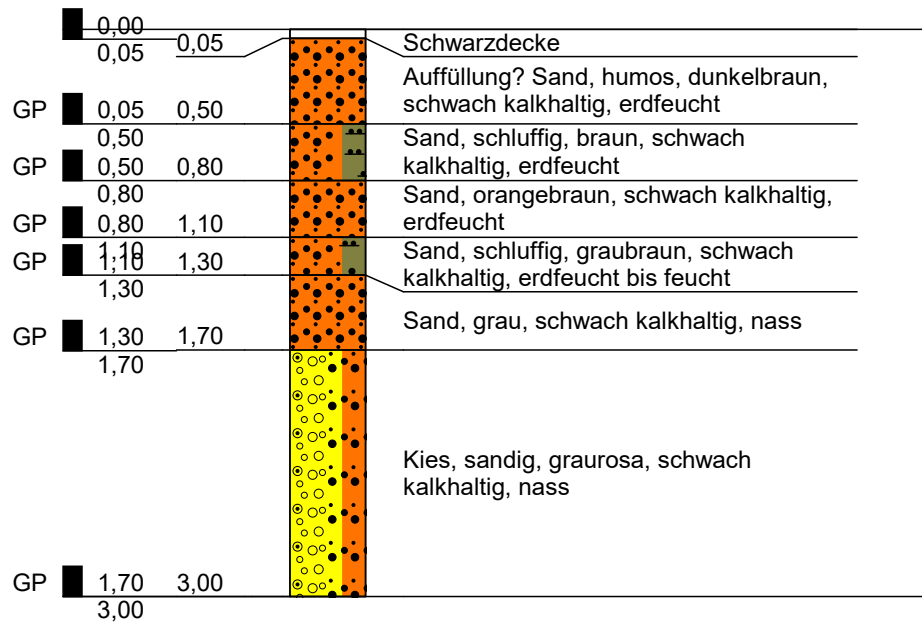 0,00
0,05 0,05 Schwarzdecke
Auffüllung? Sand, humos, dunkelbraun,
GP 0,05 0,50 schwach kalkhaltig, erdfeucht
0,50 Sand, schluffig, braun, schwach
GP 0,50 0,80 kalkhaltig, erdfeucht
0,80 Sand, orangebraun, schwach kalkhaltig,
GP 0,80 1,10 erdfeucht
1,10 Sand, schluffig, graubraun, schwach
GP 1,10 1,30 kalkhaltig, erdfeucht bis feucht
1,30
Sand, grau, schwach kalkhaltig, nass
GP 1,30 1,70
1,70
Kies, sandig, graurosa, schwach
kalkhaltig, nass
GP 1,70 3,00
3,00